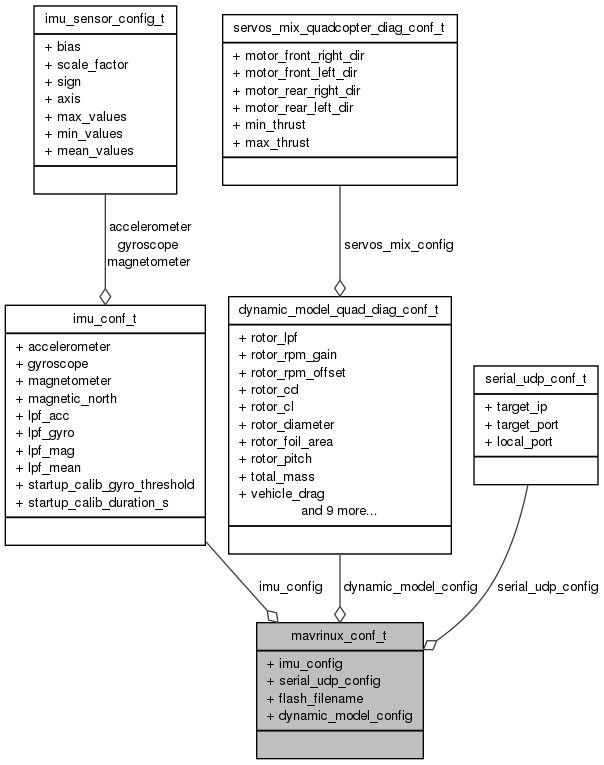 imu_sensor_config_t
+ bias
+ scale_factor
+ sign
+ axis
+ max_values
+ min_values
+ mean_values
servos_mix_quadcopter_diag_conf_t
+ motor_front_right_dir
+ motor_front_left_dir
+ motor_rear_right_dir
+ motor_rear_left_dir
+ min_thrust
+ max_thrust
accelerometer
gyroscope
magnetometer
servos_mix_config
imu_conf_t
+ accelerometer
+ gyroscope
+ magnetometer
+ magnetic_north
+ lpf_acc
+ lpf_gyro
+ lpf_mag
+ lpf_mean
+ startup_calib_gyro_threshold
+ startup_calib_duration_s
dynamic_model_quad_diag_conf_t
+ rotor_lpf
+ rotor_rpm_gain
+ rotor_rpm_offset
+ rotor_cd
+ rotor_cl
+ rotor_diameter
+ rotor_foil_area
+ rotor_pitch
+ total_mass
+ vehicle_drag
and 9 more...
serial_udp_conf_t
+ target_ip
+ target_port
+ local_port
imu_config
dynamic_model_config
serial_udp_config
mavrinux_conf_t
+ imu_config
+ serial_udp_config
+ flash_filename
+ dynamic_model_config